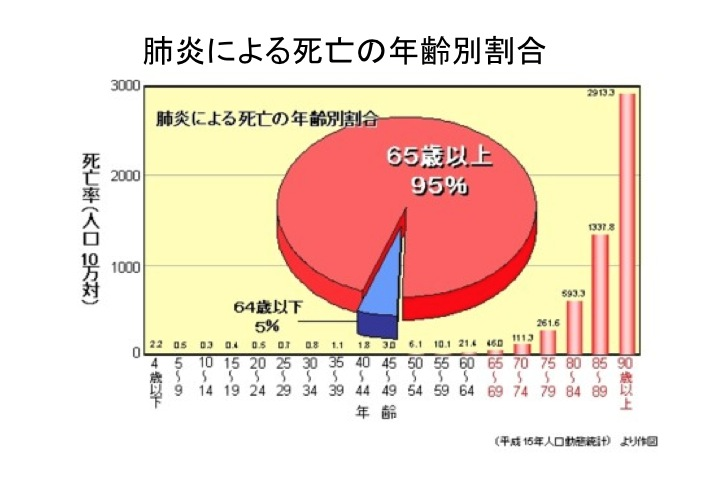 肺炎による死亡の年齢別割合
肺炎による死亡の年齢別割合
死亡率(人口10万対)
3000
2000
1000
0
65歳以上
95%
64歳以下
5%
2.2 0.5 0.3 0.4 0.5 0.7 0.8 1.1 1.8 3.0 6.1 10.1 21.4 46.0 111.3 261.6 593.3 1337.8 2913.3
4歳以下 5~9 10~14 15~19 20~24 25~29 30~34 35~39 40~44 45~49 50~54 55~59 60~64 65~69 70~74 75~79 80~84 85~89 90歳以上
年 齢
(平成15年人口動態統計) より作図